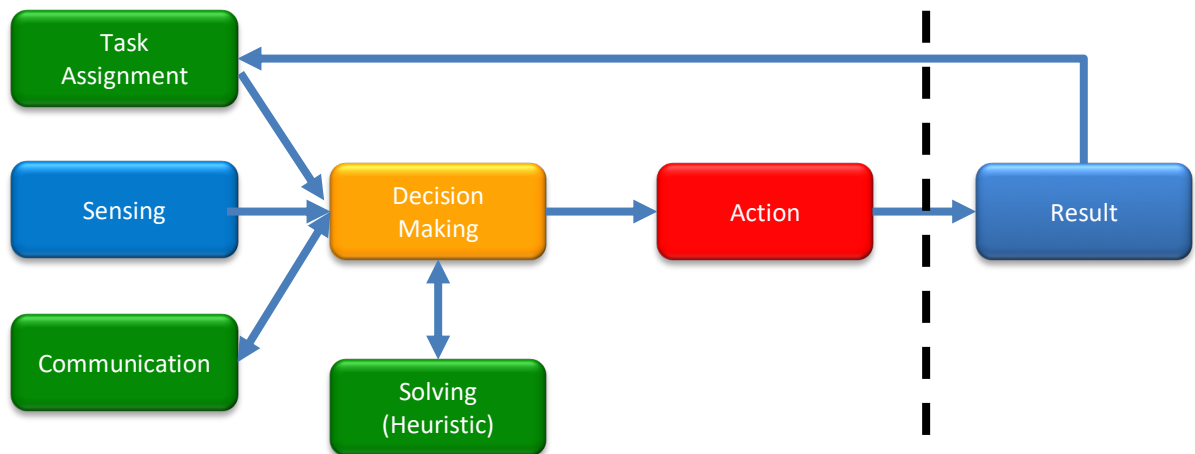 Task
Assignment
Sensing
Decision
Making
Action
Result
Communication
Solving
(Heuristic)